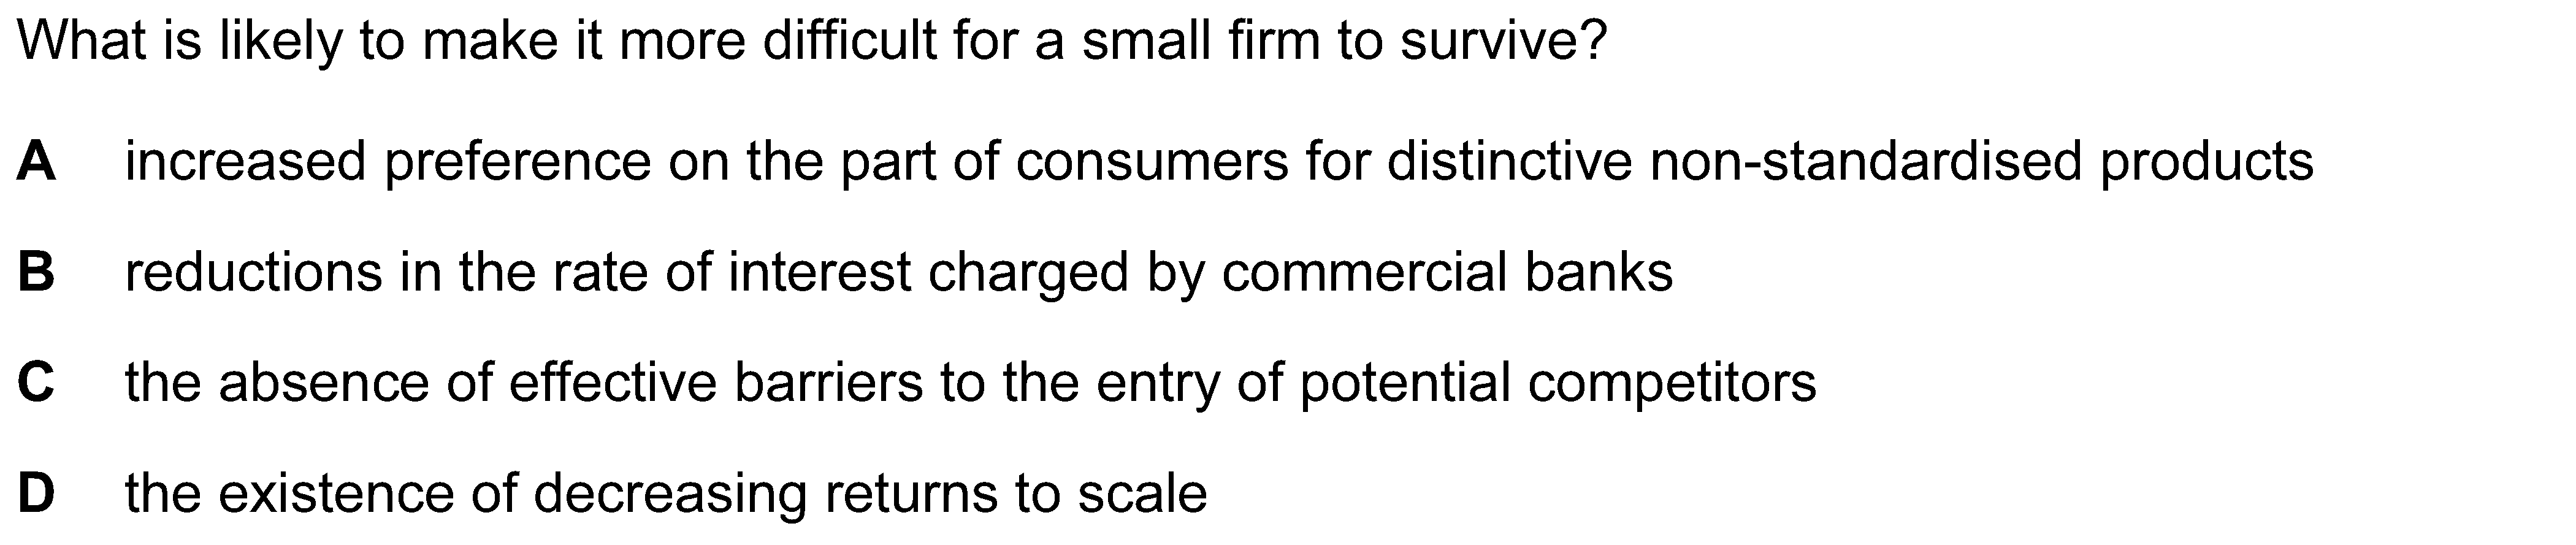 What is likely to make it more difficult for a small firm to survive?
A increased preference on the part of consumers for distinctive non-standardised products
B reductions in the rate of interest charged by commercial banks
C the absence of effective barriers to the entry of potential competitors
D the existence of decreasing returns to scale